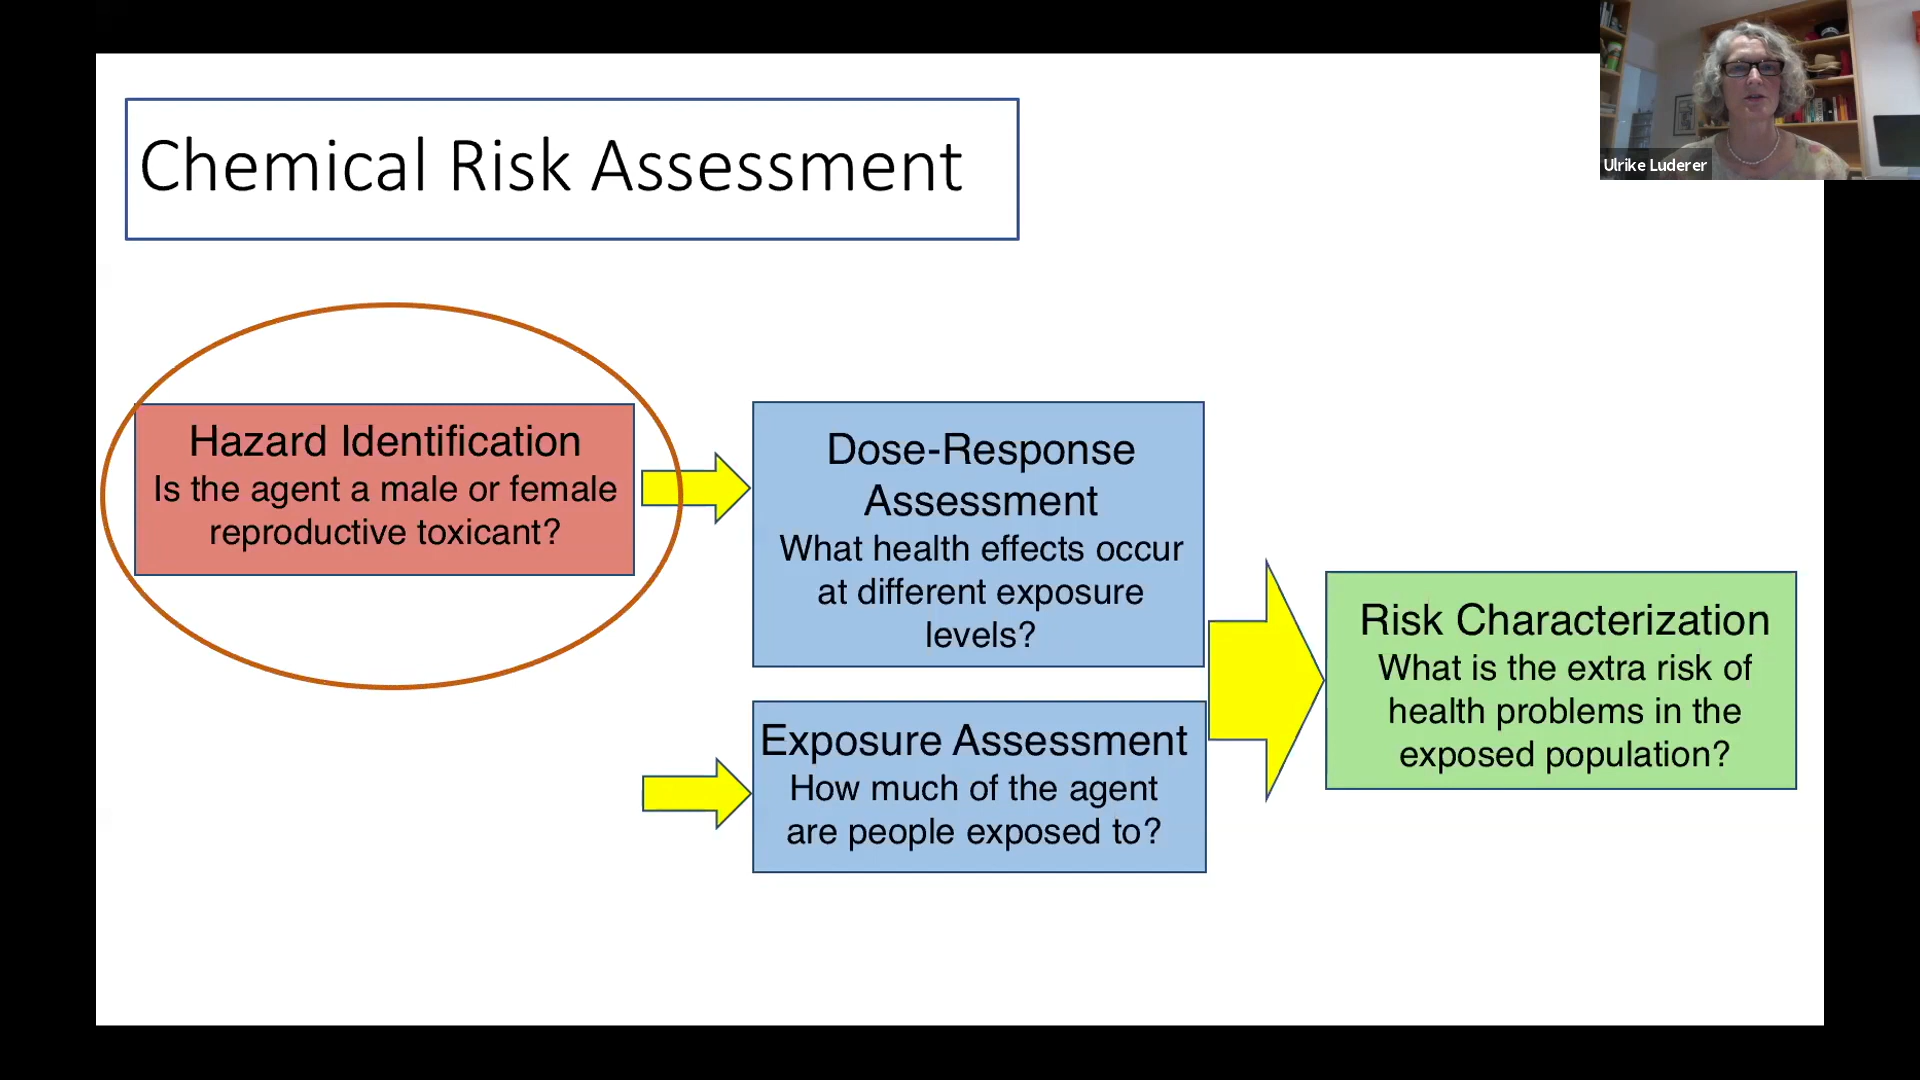 Chemical Risk Assessment
Ulrike Luderer
Hazard Identification
Is the agent a male or female
reproductive toxicant?
Dose-Response
Assessment
What health effects occur
at different exposure
levels?
Exposure Assessment
How much of the agent
are people exposed to?
Risk Characterization
What is the extra risk of
health problems in the
exposed population?